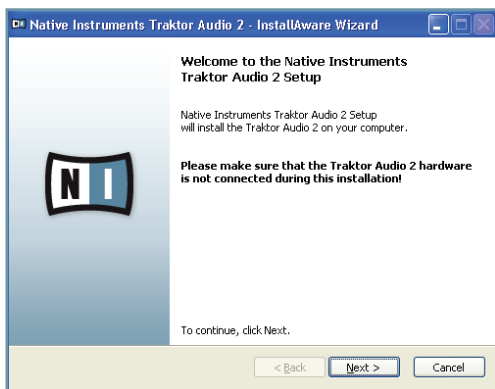 Native Instruments Traktor Audio 2 - InstallAware Wizard
Welcome to the Native Instruments
Traktor Audio 2 Setup
Native Instruments Traktor Audio 2 Setup
will install the Traktor Audio 2 on your computer.
Please make sure that the Traktor Audio 2 hardware
is not connected during this installation!
N I
To continue, click Next.
< Back Next > Cancel